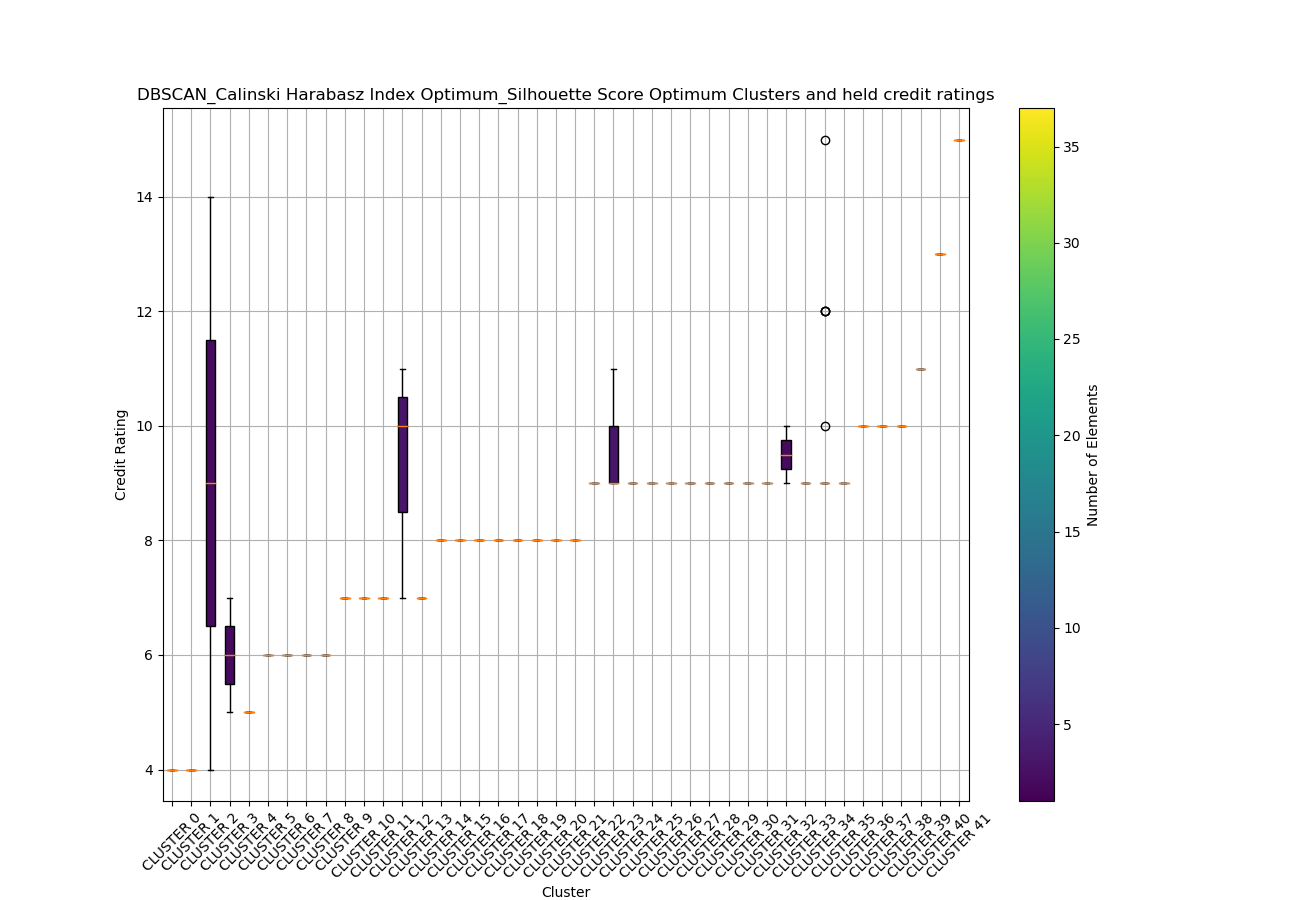 DBSCAN_Calinski Harabasz Index Optimum_Silhouette Score Optimum Clusters and held credit ratings
14
12
10
8
6
4
Credit Rating
CLUSTER 0
CLUSTER 1
CLUSTER 2
CLUSTER 3
CLUSTER 4
CLUSTER 5
CLUSTER 6
CLUSTER 7
CLUSTER 8
CLUSTER 9
CLUSTER 10
CLUSTER 11
CLUSTER 12
CLUSTER 13
CLUSTER 14
CLUSTER 15
CLUSTER 16
CLUSTER 17
CLUSTER 18
CLUSTER 19
CLUSTER 20
CLUSTER 21
CLUSTER 22
CLUSTER 23
CLUSTER 24
CLUSTER 25
CLUSTER 26
CLUSTER 27
CLUSTER 28
CLUSTER 29
CLUSTER 30
CLUSTER 31
CLUSTER 32
CLUSTER 33
CLUSTER 34
CLUSTER 35
CLUSTER 36
CLUSTER 37
CLUSTER 38
CLUSTER 39
CLUSTER 40
CLUSTER 41
Cluster
35
30
25
20
15
10
5
Number of Elements